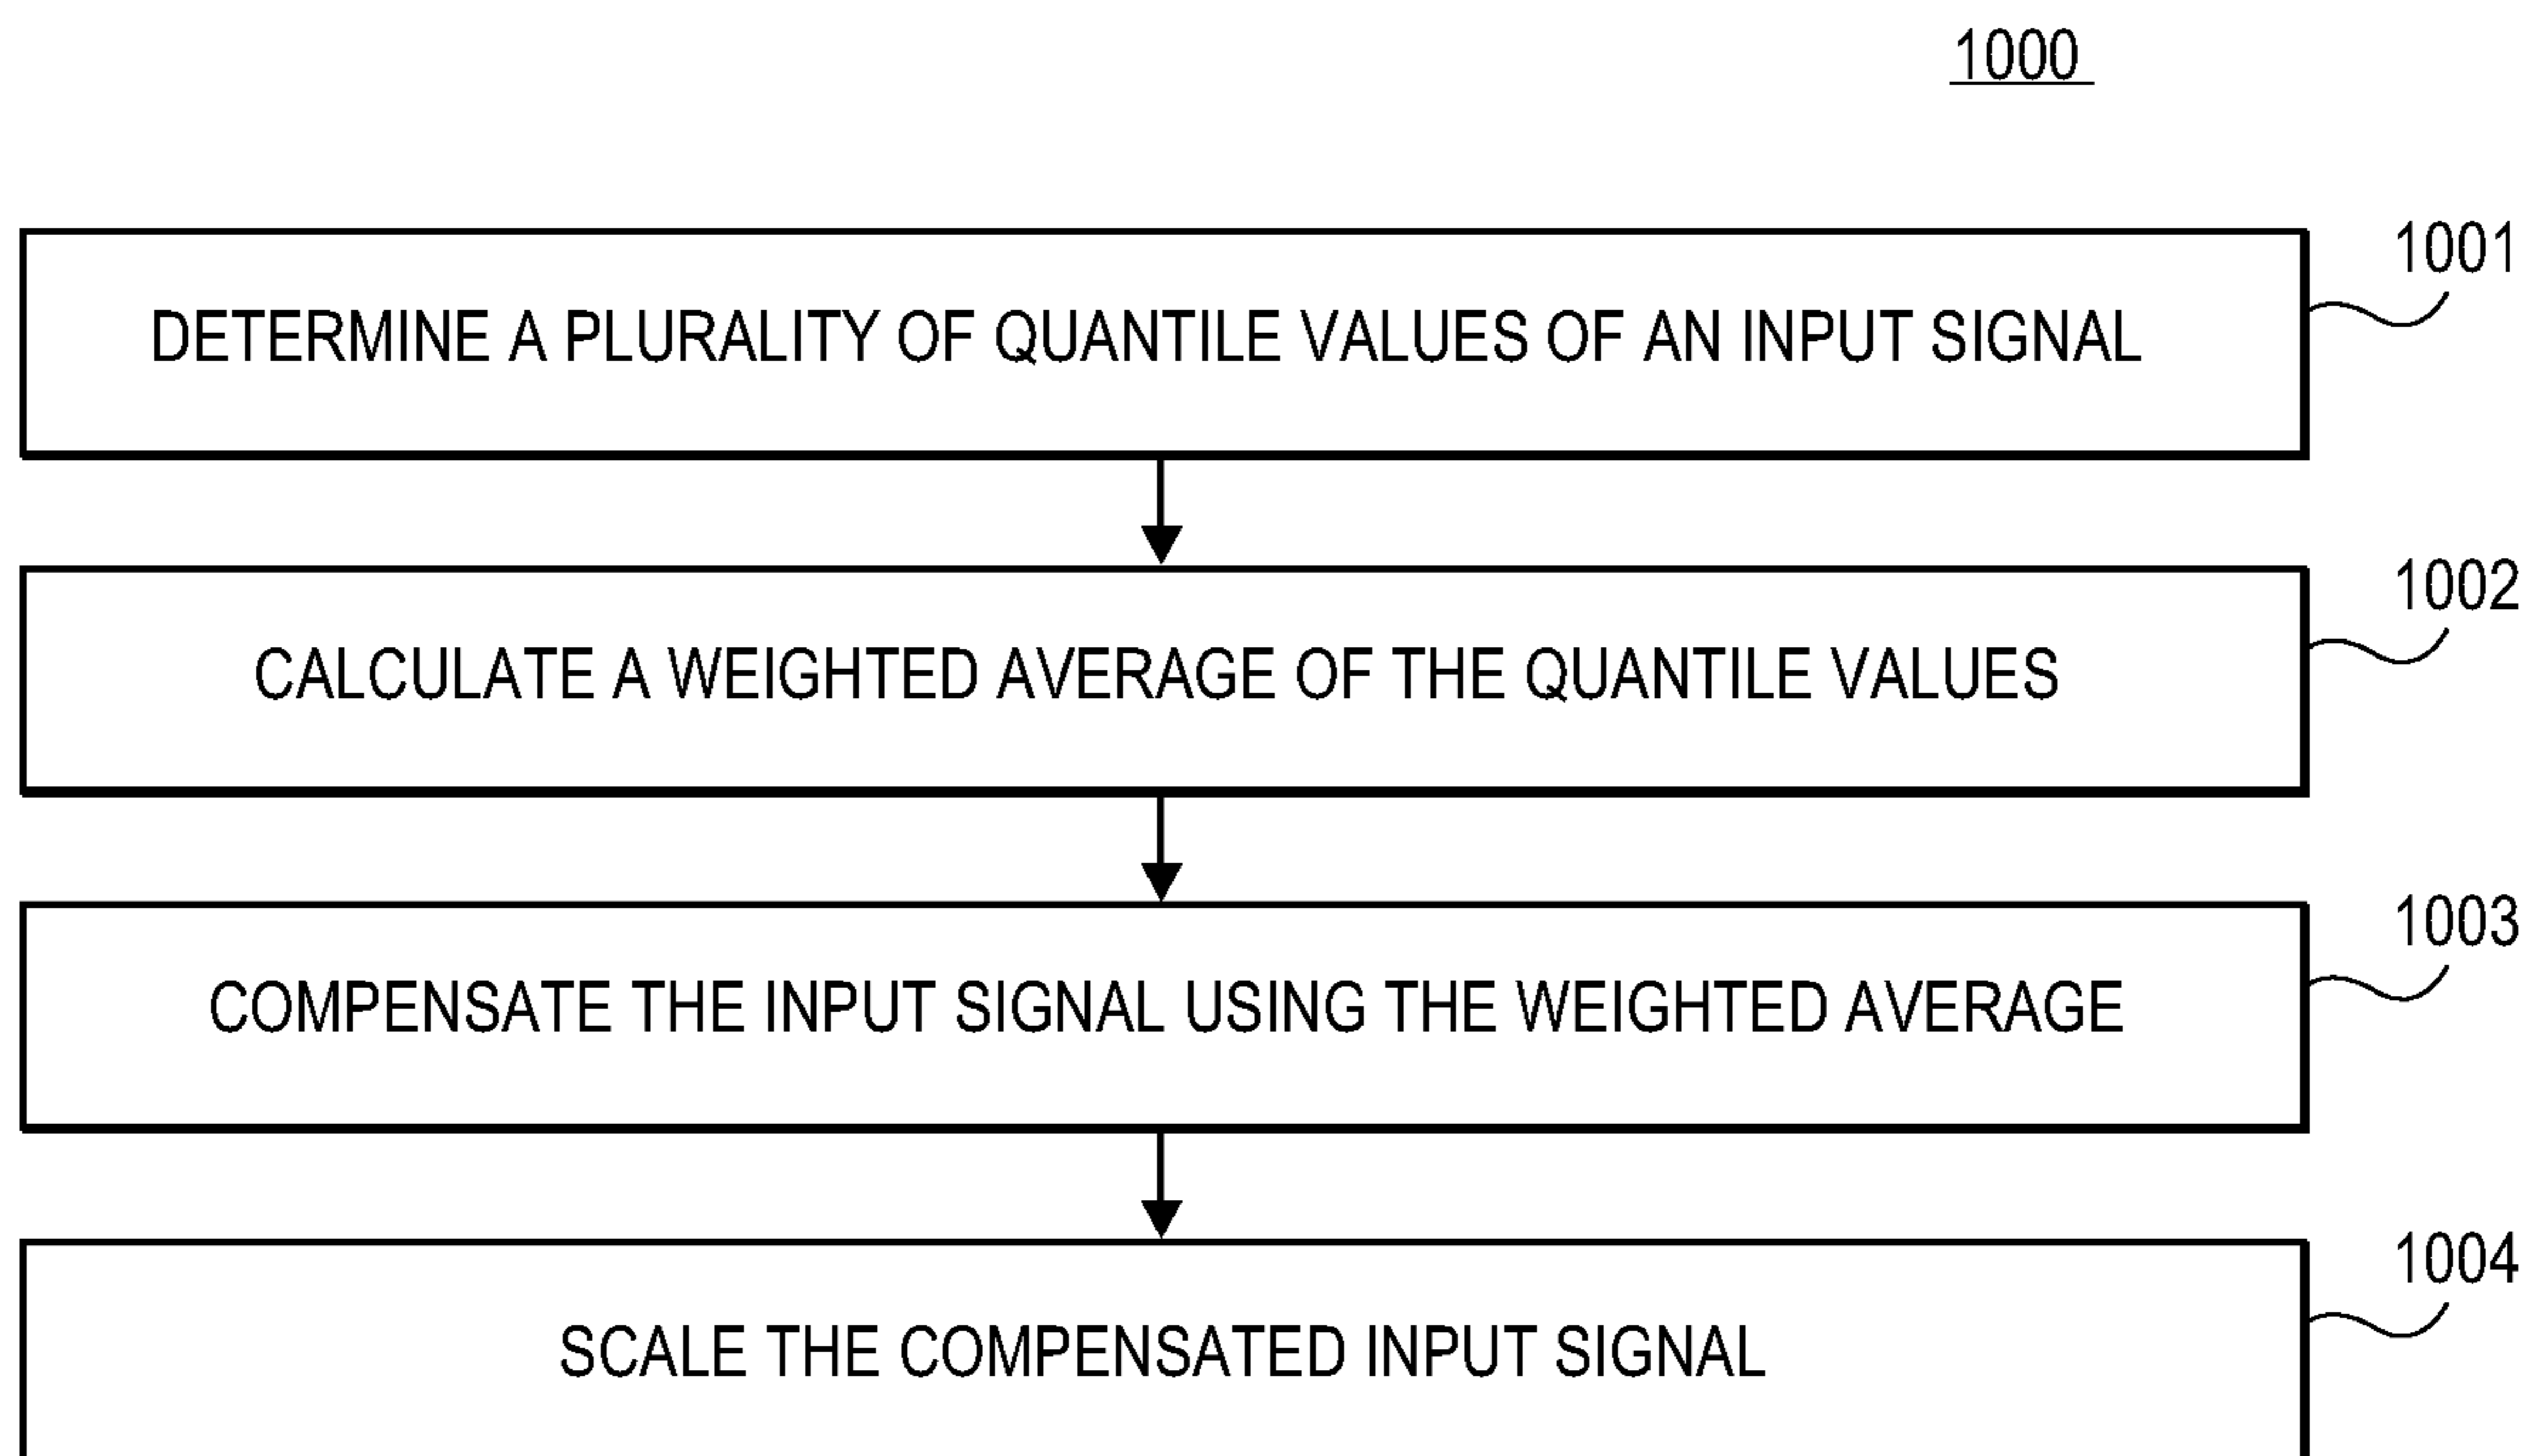 1000
1001
DETERMINE A PLURALITY OF QUANTILE VALUES OF AN INPUT SIGNAL
1002
CALCULATE A WEIGHTED AVERAGE OF THE QUANTILE VALUES
1003
COMPENSATE THE INPUT SIGNAL USING THE WEIGHTED AVERAGE
1004
SCALE THE COMPENSATED INPUT SIGNAL